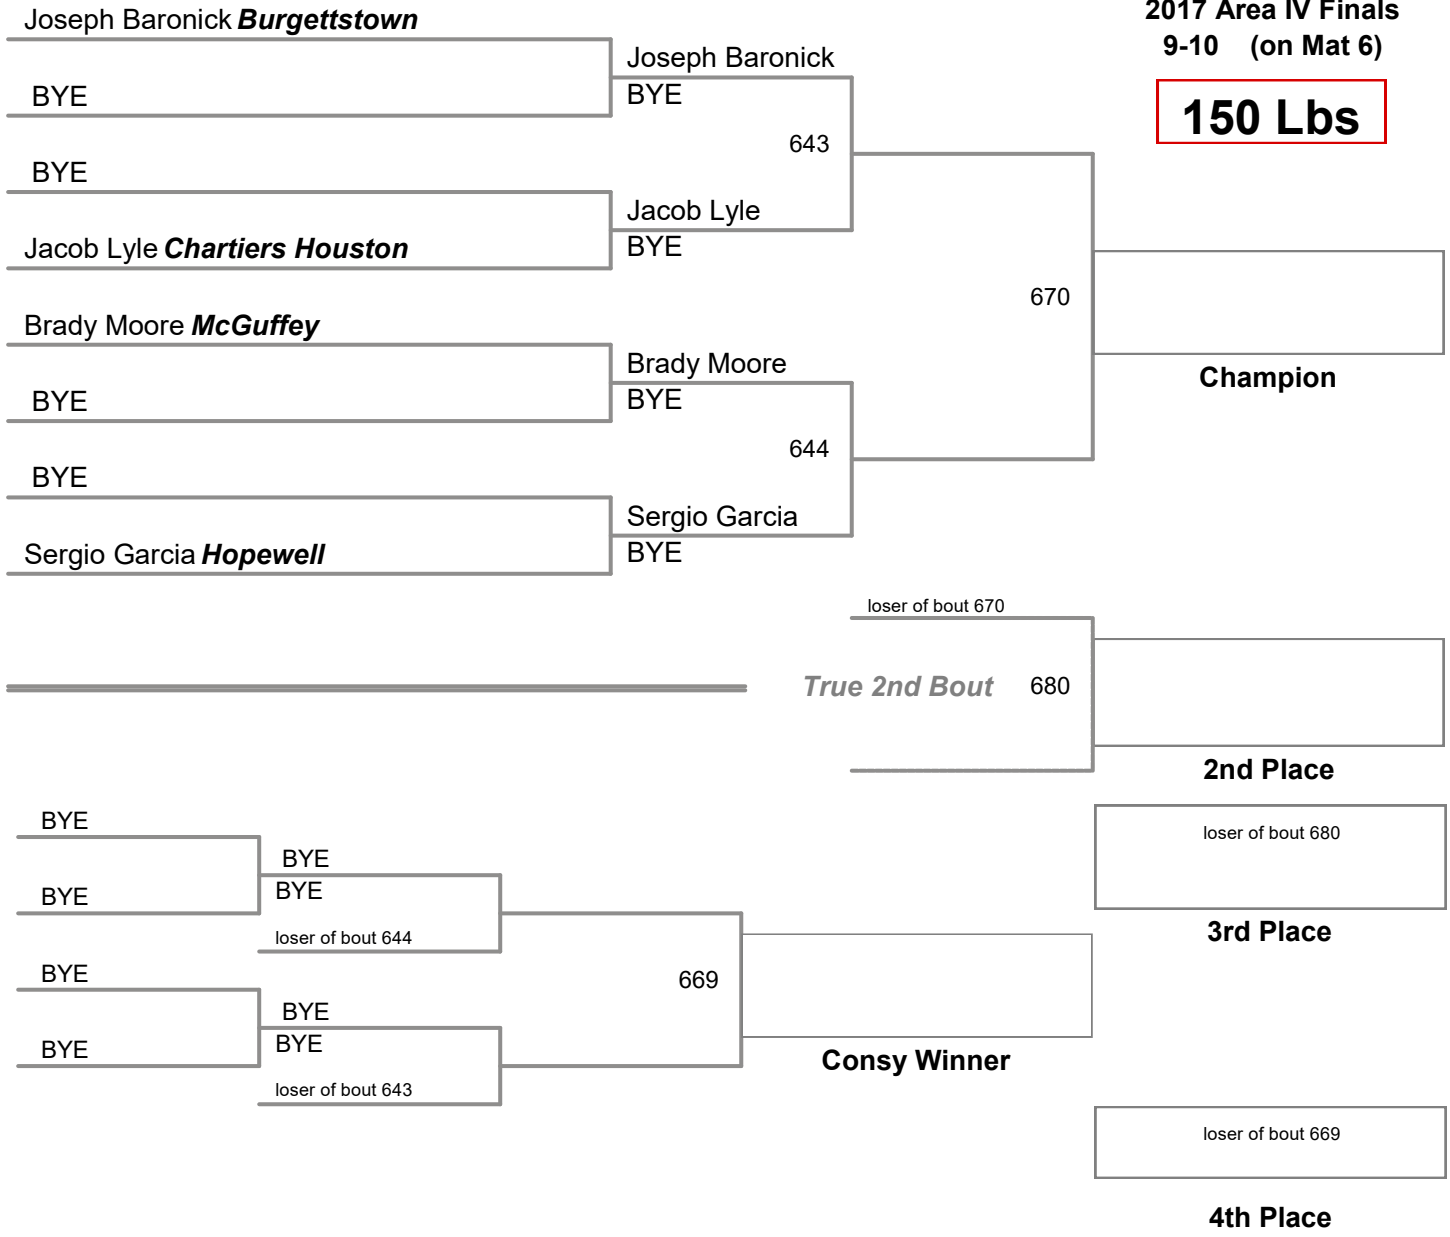 2017 Area IV Finals
9-10 (on Mat 6)
150 Lbs
Joseph Baronick Burgettstown
BYE
BYE
Jacob Lyle Chartiers Houston
Brady Moore McGuffey
BYE
BYE
Sergio Garcia Hopewell
Joseph Baronick
BYE
643
Jacob Lyle
BYE
Brady Moore
BYE
644
Sergio Garcia
BYE
670
Champion
loser of bout 670
True 2nd Bout 680
2nd Place
BYE
BYE
BYE
BYE
BYE
BYE
loser of bout 644
BYE
BYE
loser of bout 643
669
Consy Winner
loser of bout 680
3rd Place
loser of bout 669
4th Place